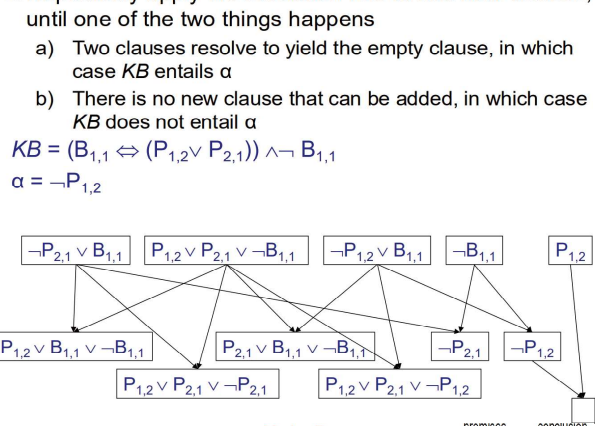 until one of the two things happens
a) Two clauses resolve to yield the empty clause, in which
case KB entails α
b) There is no new clause that can be added, in which case
KB does not entail α
KB = (B1,1 ⇔ (P1,2∨ P2,1)) ∧¬ B1,1
α = ¬P1,2
¬P2,1 ∨ B1,1 P1,2 ∨ P2,1 ∨ ¬B1,1 ¬P1,2 ∨ B1,1 ¬B1,1 P1,2
P1,2 ∨ B1,1 ∨ ¬B1,1 P2,1 ∨ B1,1 ∨ ¬B1,1 ¬P2,1 ¬P1,2
P1,2 ∨ P2,1 ∨ ¬P2,1 P1,2 ∨ P2,1 ∨ ¬P1,2
premises conclusion